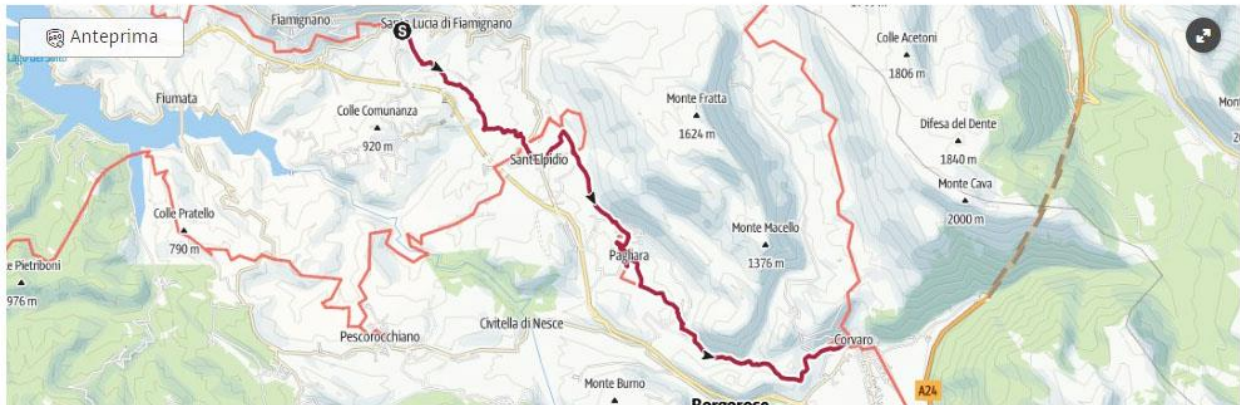 Anteprima
Fiamignano
Santa Lucia di Fiamignano
S
Colle Acetoni
1806 m
Fiumata
Colle Comunanza
920 m
Monte Fratta
1624 m
Difesa del Dente
1840 m
Sant'Elpidio
Monte Cava
2000 m
Colle Pratello
790 m
Monte Macello
1376 m
Pagliara
Pietriboni
976 m
Pescorocchiano
Civitella di Nesce
Corvaro
Monte Burno
A24
Borgorose